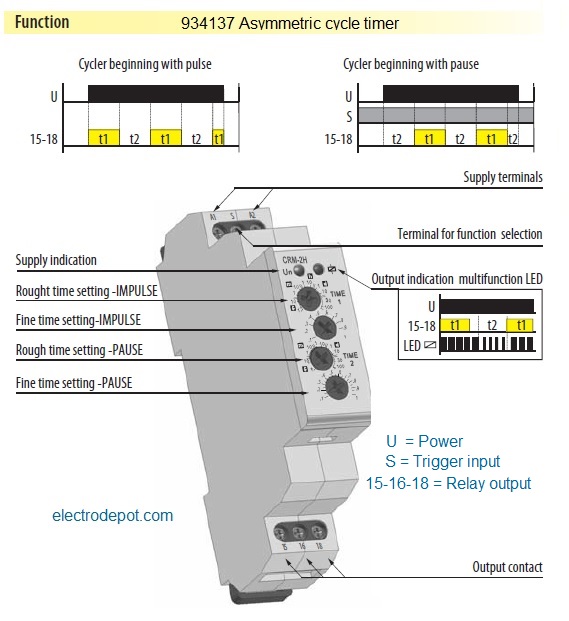 Function 934137 Asymmetric cycle timer
Cycler beginning with pulse
U
15-18 t1 t2 t1 t2 t1
Cycler beginning with pause
U
S
15-18 t2 t1 t2 t1 t2
Supply terminals
A1 S A2
Terminal for function selection
Supply indication
CRM-2H
Un
Output indication multifunction LED
Rought time setting -IMPULSE
TIME
1
Fine time setting-IMPULSE
Rough time setting -PAUSE
TIME
2
Fine time setting -PAUSE
U
15-18 t1 t2 t1
LED
U = Power
S = Trigger input
15-16-18 = Relay output
electrodepot.com
15 16 18
Output contact